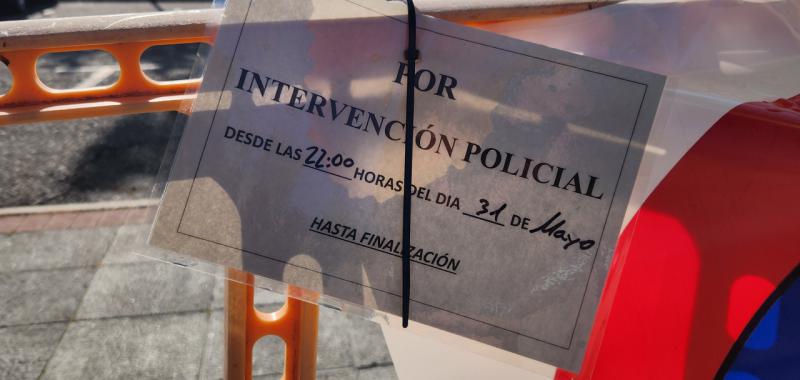 POR
INTERVENCIÓN POLICIAL
DESDE LAS 22:00 HORAS DEL DIA 31 DE Mayo
HASTA FINALIZACIÓN